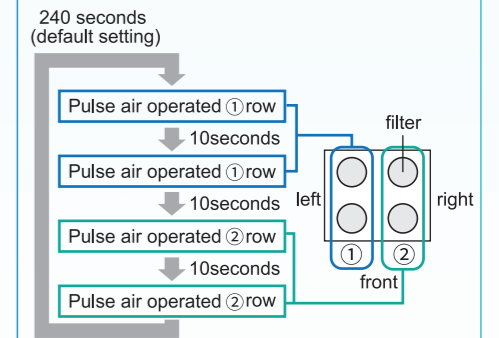 240 seconds
(default setting)
Pulse air operated ①row
10seconds
Pulse air operated ①row
10seconds
Pulse air operated ②row
10seconds
Pulse air operated ②row
filter
left
right
① ②
front